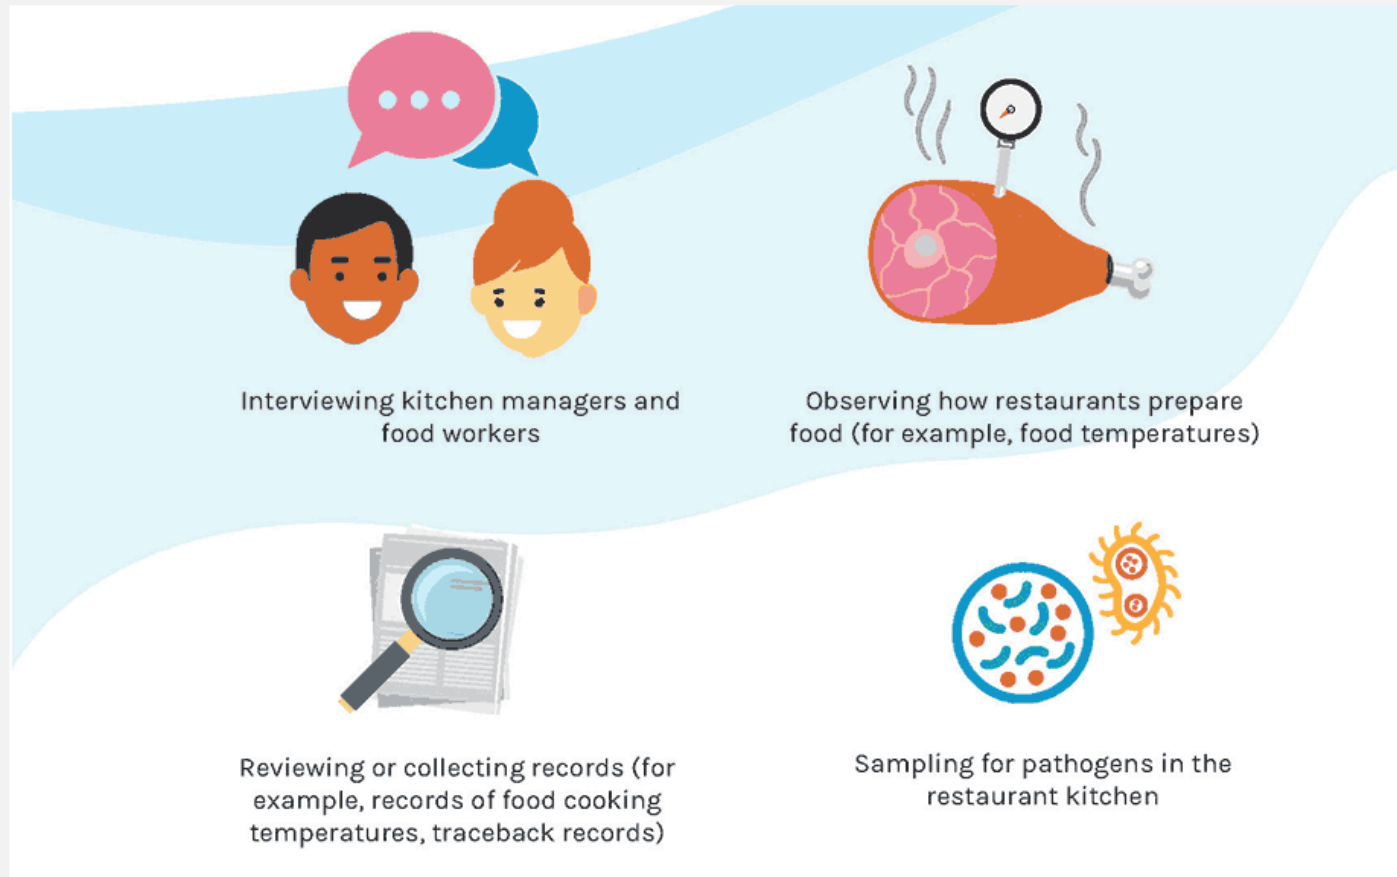 Interviewing kitchen managers and
food workers
Observing how restaurants prepare
food (for example, food temperatures)
Reviewing or collecting records (for
example, records of food cooking
temperatures, traceback records)
Sampling for pathogens in the
restaurant kitchen